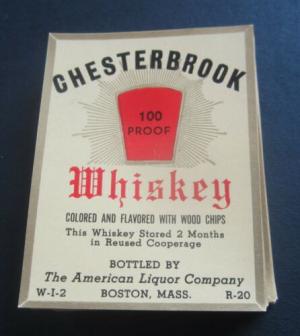 CHESTERBROOK
100
PROOF
Whiskey
COLORED AND FLAVORED WITH WOOD CHIPS
This Whiskey Stored 2 Months
in Reused Cooperage
BOTTLED BY
The American Liquor Company
W-I-2 BOSTON, MASS. R-20